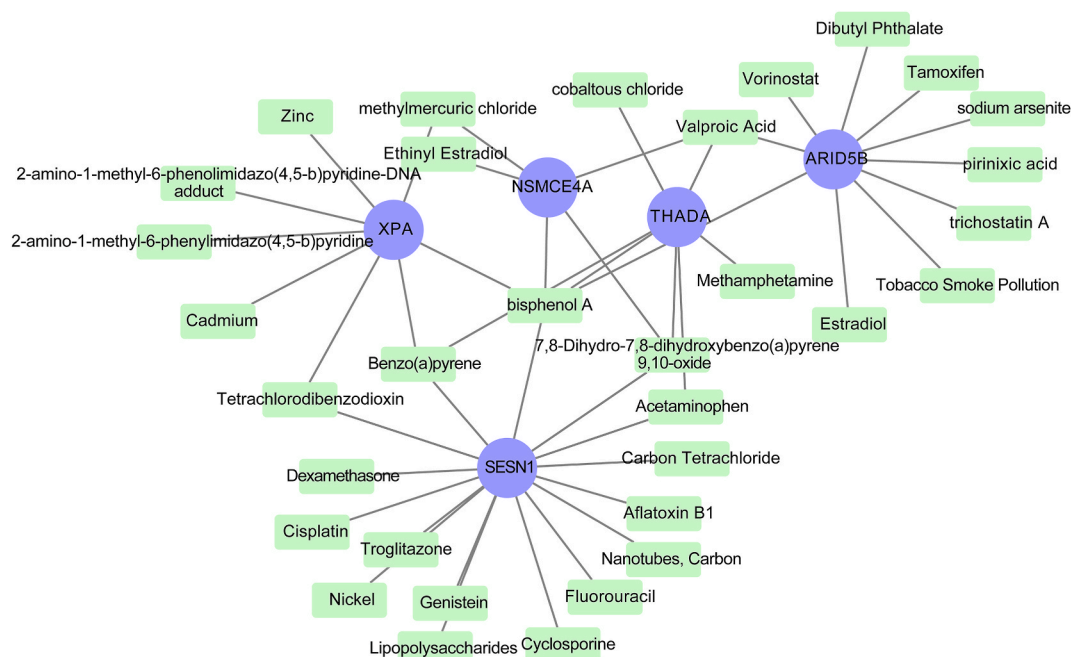 Dibutyl Phthalate
Vorinostat
Tamoxifen
cobaltous chloride
methylmercuric chloride
sodium arsenite
Zinc
Valproic Acid
Ethinyl Estradiol
ARID5B
pirinixic acid
2-amino-1-methyl-6-phenolimidazo(4,5-b)pyridine-DNA
adduct
NSMCE4A
THADA
trichostatin A
XPA
2-amino-1-methyl-6-phenylimidazo(4,5-b)pyridine
Methamphetamine
Tobacco Smoke Pollution
bisphenol A
Cadmium
Estradiol
7,8-Dihydro-7,8-dihydroxybenzo(a)pyrene
9,10-oxide
Benzo(a)pyrene
Tetrachlorodibenzodioxin
Acetaminophen
Carbon Tetrachloride
SESN1
Dexamethasone
Aflatoxin B1
Cisplatin
Troglitazone
Nanotubes, Carbon
Nickel
Genistein
Fluorouracil
Lipopolysaccharides
Cyclosporine